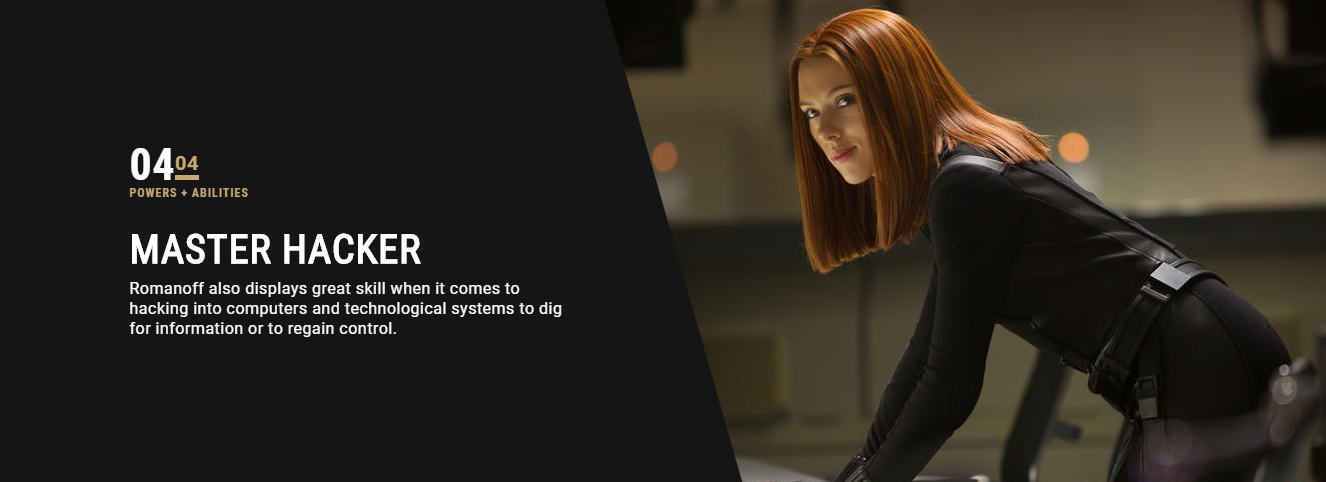 0404
POWERS + ABILITIES
MASTER HACKER
Romanoff also displays great skill when it comes to
hacking into computers and technological systems to dig
for information or to regain control.